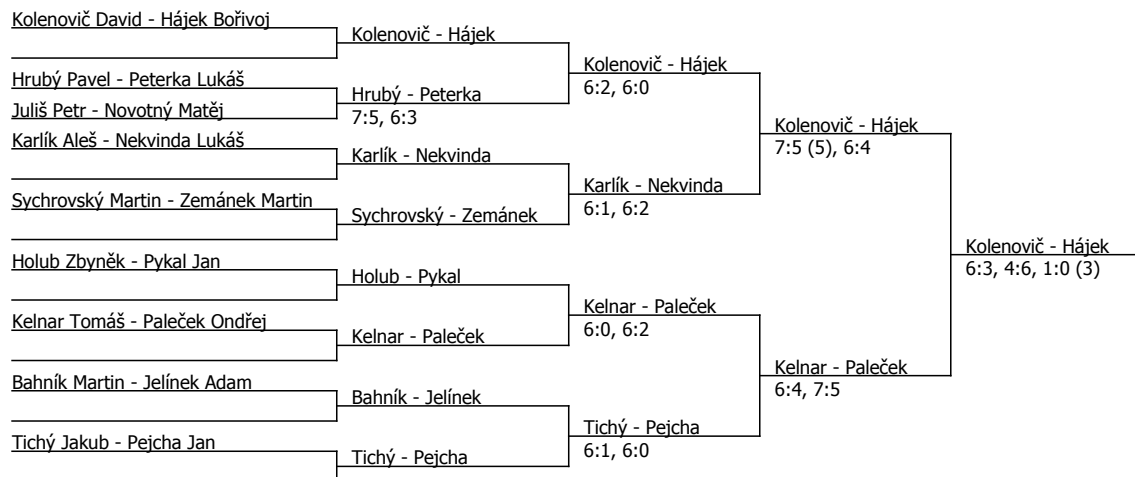 Kolenovič David - Hájek Bořivoj
Kolenovič - Hájek
Kolenovič - Hájek
6:2, 6:0
Hrubý Pavel - Peterka Lukáš
Hrubý - Peterka
Juliš Petr - Novotný Matěj
7:5, 6:3
Kolenovič - Hájek
7:5 (5), 6:4
Karlík Aleš - Nekvinda Lukáš
Karlík - Nekvinda
Karlík - Nekvinda
6:1, 6:2
Sychrovský Martin - Zemánek Martin
Sychrovský - Zemánek
Kolenovič - Hájek
6:3, 4:6, 1:0 (3)
Holub Zbyněk - Pykal Jan
Holub - Pykal
Kelnar - Paleček
6:0, 6:2
Kelnar Tomáš - Paleček Ondřej
Kelnar - Paleček
Kelnar - Paleček
6:4, 7:5
Bahník Martin - Jelínek Adam
Bahník - Jelínek
Tichý - Pejcha
6:1, 6:0
Tichý Jakub - Pejcha Jan
Tichý - Pejcha